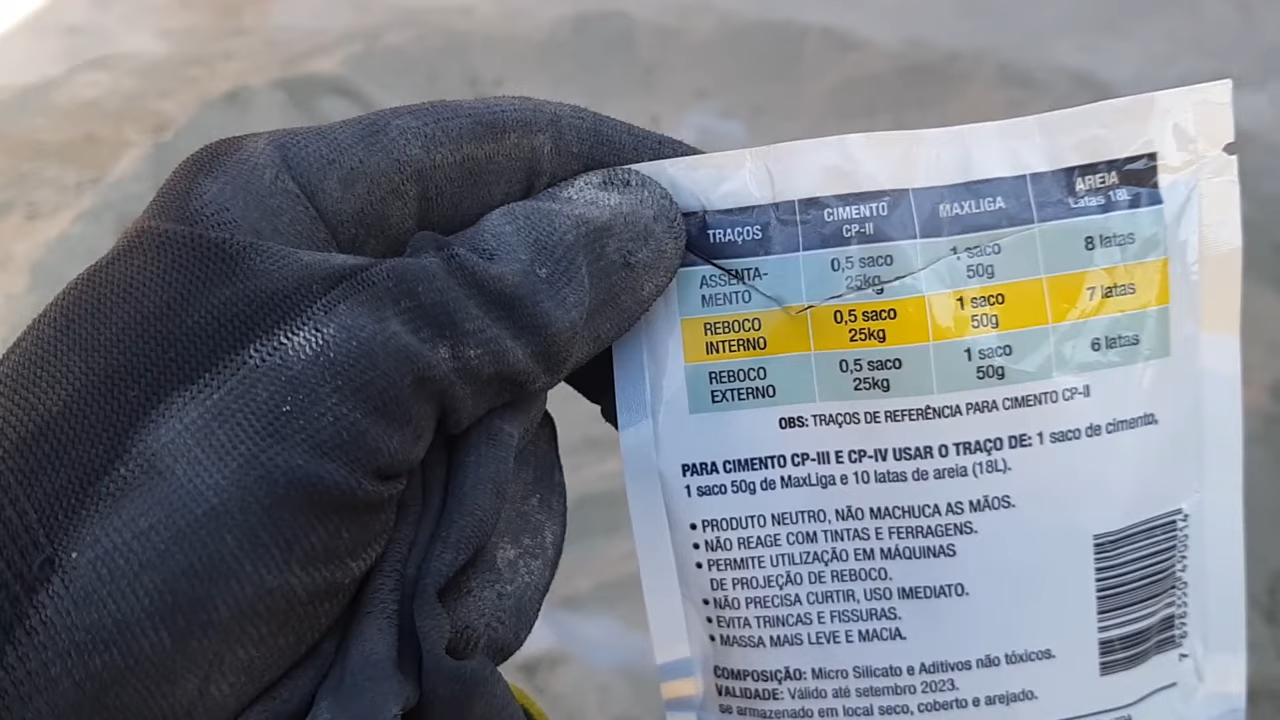 TRAÇOS
CIMENTO
CP-II
MAXLIGA
AREIA
Latas 18L
ASSENTA-
MENTO
0,5 saco
25kg
1 saco
50g
8 latas
REBOCO
INTERNO
0,5 saco
25kg
1 saco
50g
7 latas
REBOCO
EXTERNO
0,5 saco
25kg
1 saco
50g
6 latas
OBS: TRAÇOS DE REFERÊNCIA PARA CIMENTO CP-II
PARA CIMENTO CP-III E CP-IV USAR O TRAÇO DE: 1 saco de cimento,
1 saco 50g de MaxLiga e 10 latas de areia (18L).
• PRODUTO NEUTRO, NÃO MACHUCA AS MÃOS.
• NÃO REAGE COM TINTAS E FERRAGENS.
• PERMITE UTILIZAÇÃO EM MÁQUINAS
DE PROJEÇÃO DE REBOCO.
• NÃO PRECISA CURTIR, USO IMEDIATO.
• EVITA TRINCAS E FISSURAS.
• MASSA MAIS LEVE E MACIA.
COMPOSIÇÃO: Micro Silicato e Aditivos não tóxicos.
VALIDADE: Válido até setembro 2023.
se armazenado em local seco, coberto e arejado.